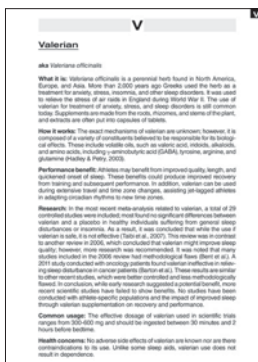 V
V
Valerian
aka Valeriana officinalis
What it is: Valeriana officinalis is a perennial herb found in North America,
Europe, and Asia. More than 2,000 years ago Greeks used the herb as a
treatment for anxiety, stress, insomnia, and other sleep disorders. It was used
to relieve the stress of air raids in England during World War II. The use of
valerian for treatment of anxiety, stress, and sleep disorders is still common
today. Supplements are made from the roots, rhizomes, and stems of the plant,
and extracts are often put into capsules of tablets.
How it works: The exact mechanisms of valerian are unknown; however, it is
composed of a variety of constituents believed to be responsible for its biologi-
cal effects. These include volatile oils, such as valeric acid, iridoids, alkaloids,
and amino acids, including γ-aminobutyric acid (GABA), tyrosine, arginine, and
glutamine (Hadley & Petry, 2003).
Performance benefit: Athletes may benefit from improved quality, length, and
quickened onset of sleep. These benefits could produce improved recovery
from training and subsequent performance. In addition, valerian can be used
during extensive travel and time zone changes, assisting jet-lagged athletes
in adapting circadian rhythms to new time zones.
Research: In the most recent meta-analysis related to valerian, a total of 29
controlled studies were included; most found no significant differences between
valerian and a placebo in healthy individuals suffering from general sleep
disturbances or insomnia. As a result, it was concluded that while the use if
valerian is safe, it is not effective (Taibi et al., 2007). This review was in contrast
to another review in 2006, which concluded that valerian might improve sleep
quality; however, more research was recommended. It was noted that many
studies included in the 2006 review had methodological flaws (Bent et al.). A
2011 study conducted with oncology patients found valerian ineffective in reliev-
ing sleep disturbance in cancer patients (Barton et al.). These results are similar
to other recent studies, which were better controlled and less methodologically
flawed. In conclusion, while early research suggested a potential benefit, more
recent scientific studies have failed to show benefits. No studies have been
conducted with athlete-specific populations and the impact of improved sleep
through valerian supplementation on recovery and performance.
Common usage: The effective dosage of valerian used in scientific trials
ranges from 300-600 mg and should be ingested between 30 minutes and 2
hours before bedtime.
Health concerns: No adverse side effects of valerian are known nor are there
contraindications to its use. Unlike some sleep aids, valerian use does not
result in dependence.